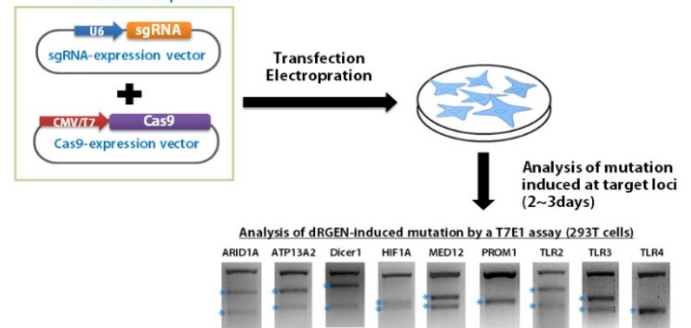 U6
sgRNA
sgRNA-expression vector
+
CMV/T7
Cas9
Cas9-expression vector
Transfection
Electropration
Analysis of mutation
induced at target loci
(2~3days)
Analysis of dRGEN-induced mutation by a T7E1 assay (293T cells)
ARID1A ATP13A2 Dicer1 HIF1A MED12 PROM1 TLR2 TLR3 TLR4